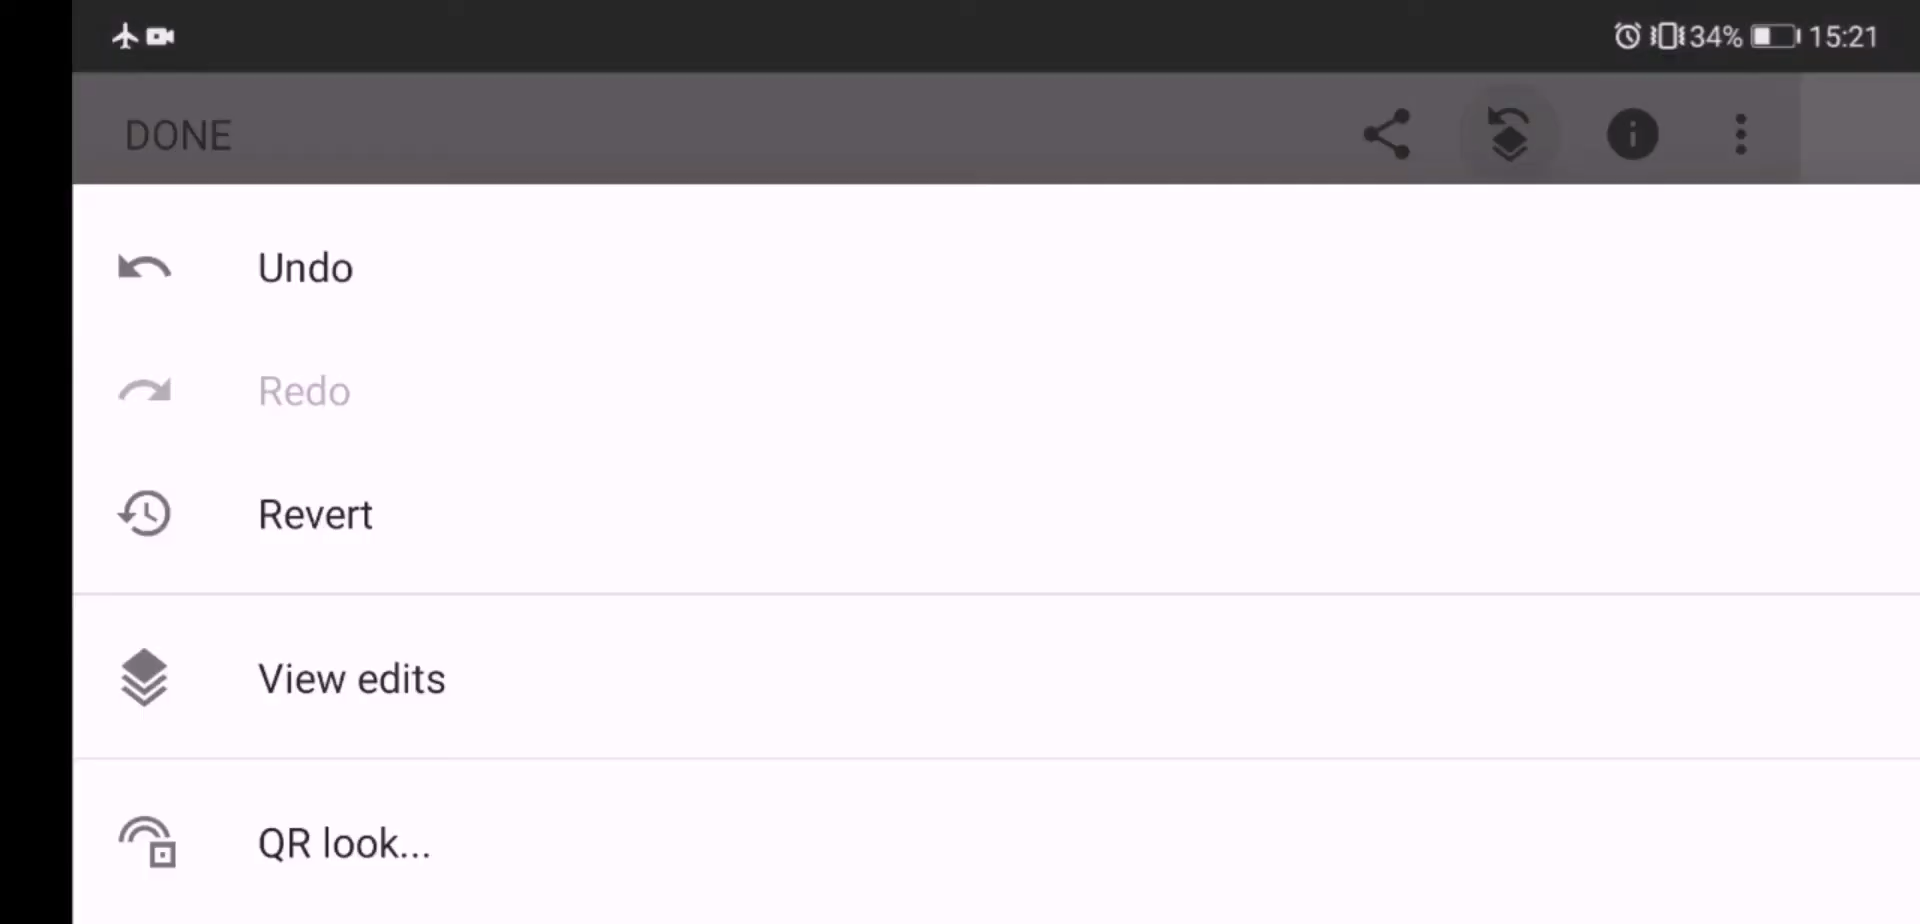 34% 15:21
DONE
Undo
Redo
Revert
View edits
QR look...